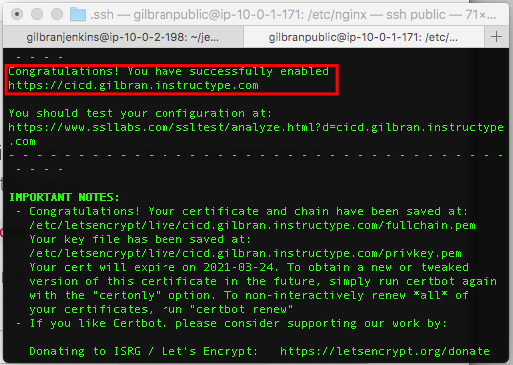 .ssh — gilbranpublic@ip-10-0-1-171: /etc/nginx — ssh public — 71×...
gilbranjenkins@ip-10-0-2-198: ~/je... gilbranpublic@ip-10-0-1-171: /etc/... +
- - - -
Congratulations! You have successfully enabled
https://cicd.gilbran.instructype.com
You should test your configuration at:
https://www.ssllabs.com/ssltest/analyze.html?d=cicd.gilbran.instructype
.com
- - - - - - - - - - - - - - - - - - - - - - - - - - - - - - - - - - - -
- - - -
IMPORTANT NOTES:
- Congratulations! Your certificate and chain have been saved at:
/etc/letsencrypt/live/cicd.gilbran.instructype.com/fullchain.pem
Your key file has been saved at:
/etc/letsencrypt/live/cicd.gilbran.instructype.com/privkey.pem
Your cert will expire on 2021-03-24. To obtain a new or tweaked
version of this certificate in the future, simply run certbot again
with the "certonly" option. To non-interactively renew *all* of
your certificates, run "certbot renew"
- If you like Certbot, please consider supporting our work by:
Donating to ISRG / Let's Encrypt: https://letsencrypt.org/donate